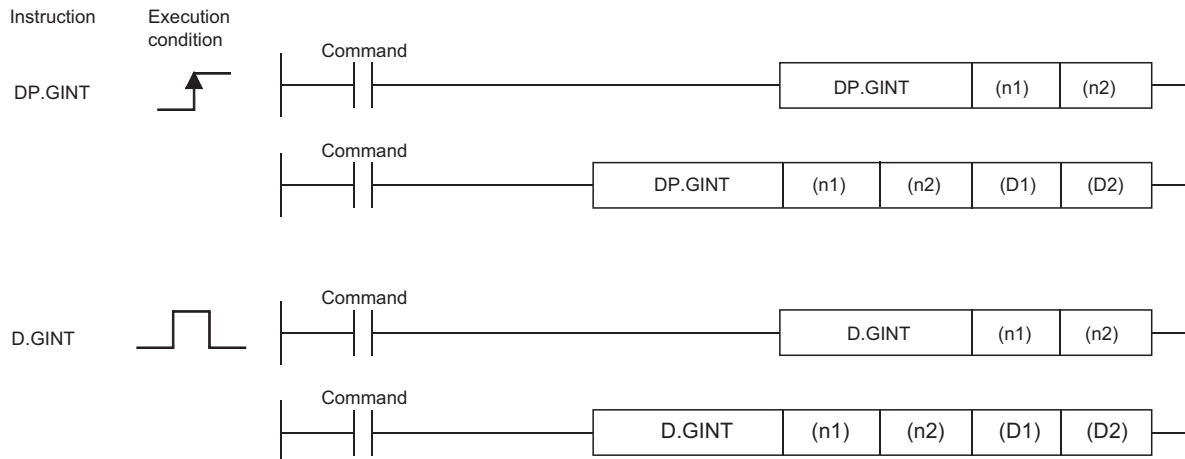 Instruction
Execution
condition
Command
DP.GINT
DP.GINT (n1) (n2)
Command
DP.GINT (n1) (n2) (D1) (D2)
Command
D.GINT
D.GINT (n1) (n2)
Command
D.GINT (n1) (n2) (D1) (D2)